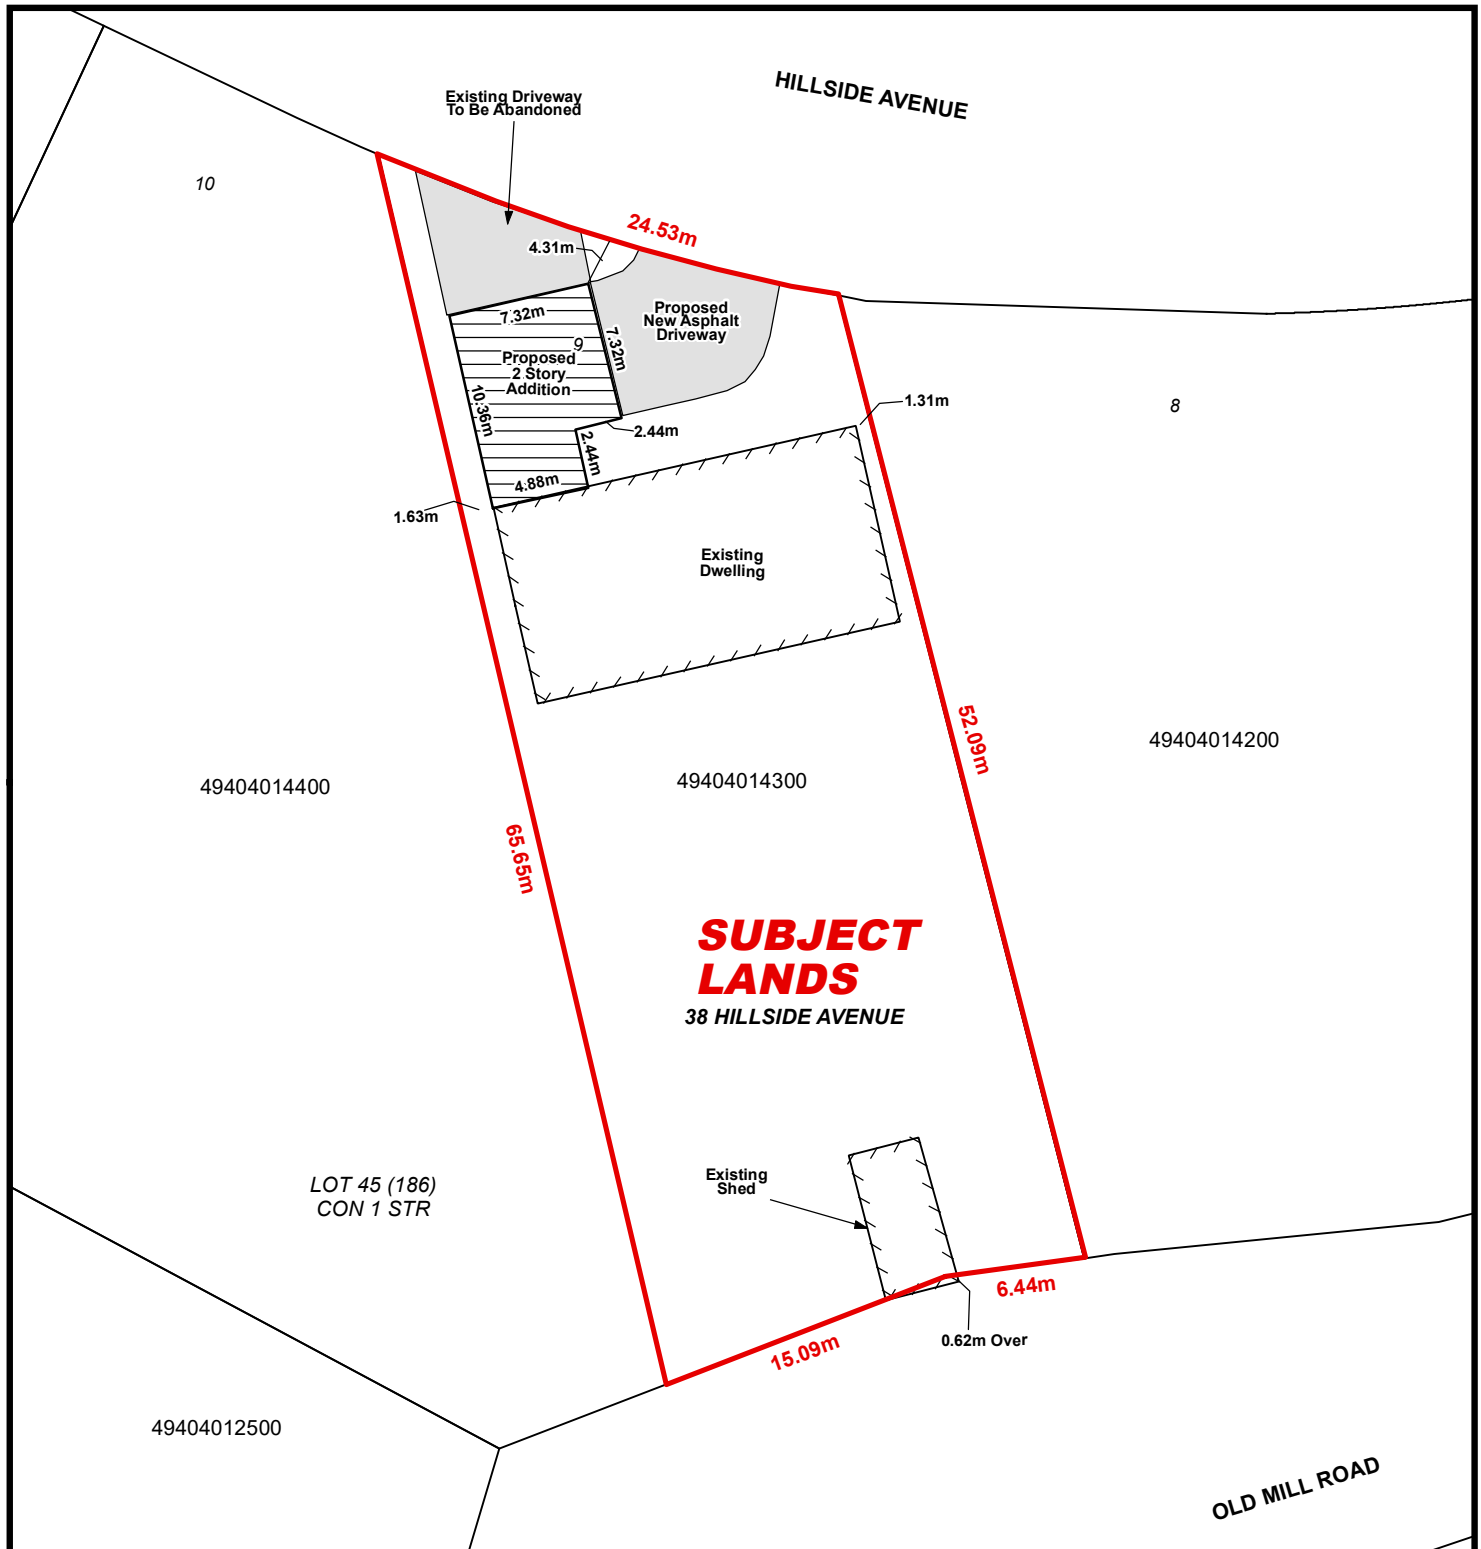 HILLSIDE AVENUE
Existing Driveway
To Be Abandoned
10
24.53m
4.31m
7.32m
Proposed
New Asphalt
Driveway
9
7.32m
Proposed
2 Story
Addition
10.36m
1.31m
8
2.44m
2.44m
4.88m
1.63m
Existing
Dwelling
52.09m
49404014200
49404014400
49404014300
65.65m
SUBJECT
LANDS
38 HILLSIDE AVENUE
LOT 45 (186)
CON 1 STR
Existing
Shed
6.44m
0.62m Over
15.09m
49404012500
OLD MILL ROAD